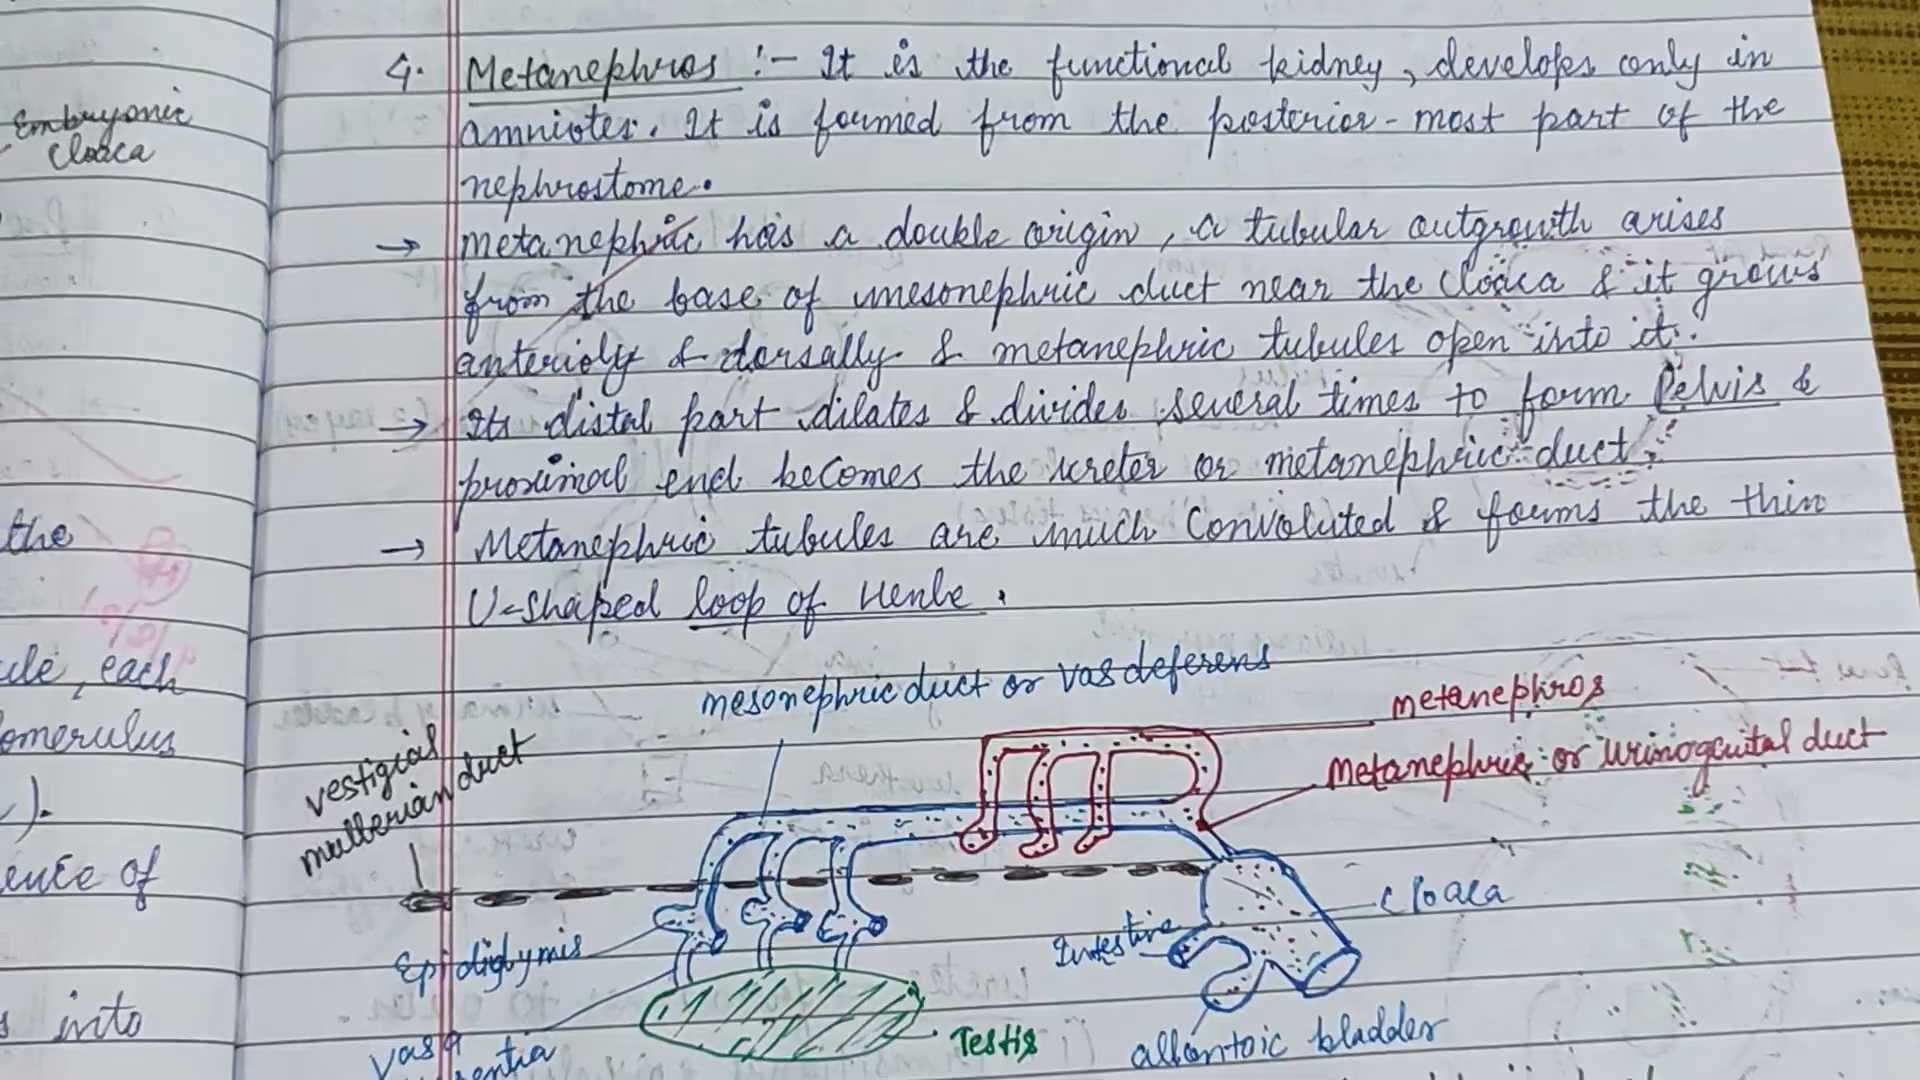 Embryonic
cloaca
the
cle, each
omerulus
).
ence of
s into
4. Metanephros :- It is the functional kidney, develops only in
amniotes. It is formed from the posterior-most part of the
nephrostome.
→ metanephric has a double origin, a tubular outgrowth arises
from the base of mesonephric duct near the cloaca & it grows
anteriorly & dorsally & metanephric tubules open into it.
→ Its distal part dilates & divides several times to form Pelvis &
proximal end becomes the ureter or metanephric duct.
→ Metanephric tubules are much convoluted & forms the thin
U-shaped loop of Henle.
mesonephric duct or vas deferens
metanephros
Metanephric or Urinogenital duct
vestigial
mullerian duct
cloaca
Intestine
Epididymis
Testis
allantoic bladder
vasa
rentia